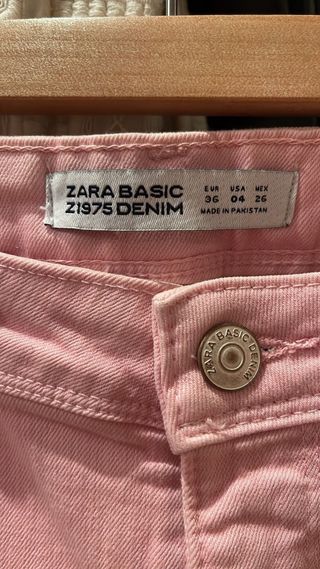 ZARA BASIC
Z1975 DENIM
EUR USA MEX
36 04 26
MADE IN PAKISTAN
ZARA BASIC DENIM